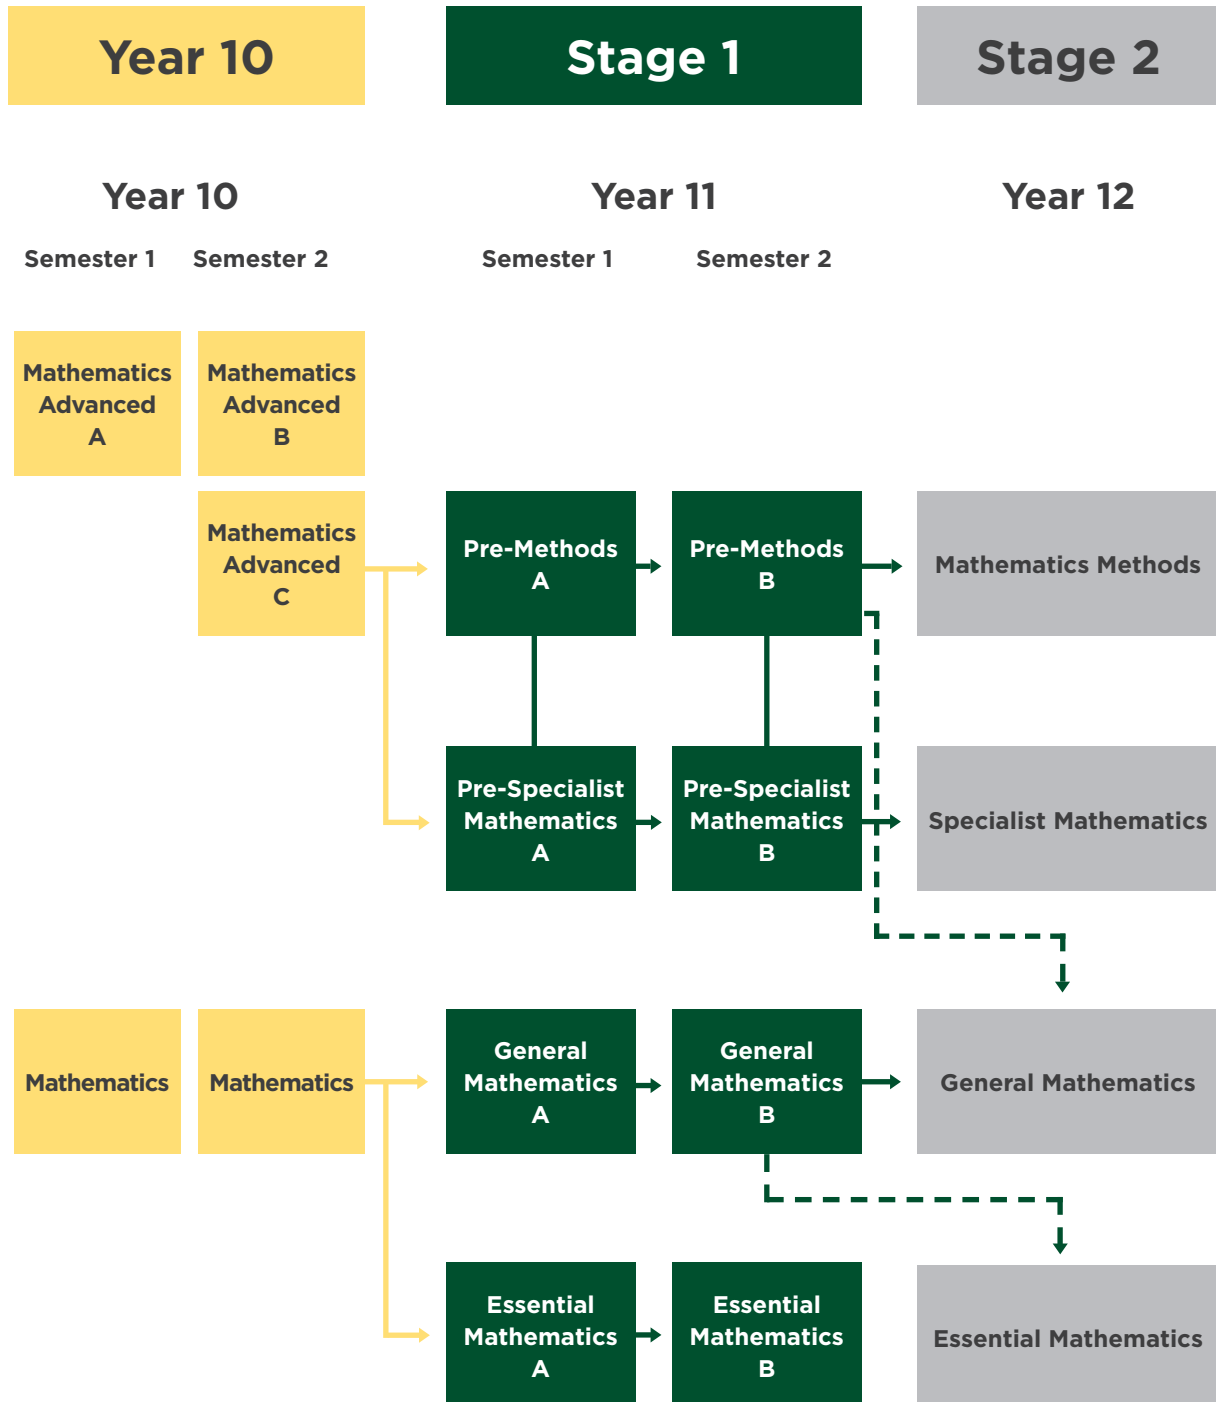 Year 10
Stage 1
Stage 2
Year 10
Year 11
Year 12
Semester 1
Semester 2
Semester 1
Semester 2
Mathematics
Advanced
A
Mathematics
Advanced
B
Mathematics
Advanced
C
Pre-Methods
A
Pre-Methods
B
Mathematics Methods
Pre-Specialist
Mathematics
A
Pre-Specialist
Mathematics
B
Specialist Mathematics
Mathematics
Mathematics
General
Mathematics
A
General
Mathematics
B
General Mathematics
Essential
Mathematics
A
Essential
Mathematics
B
Essential Mathematics